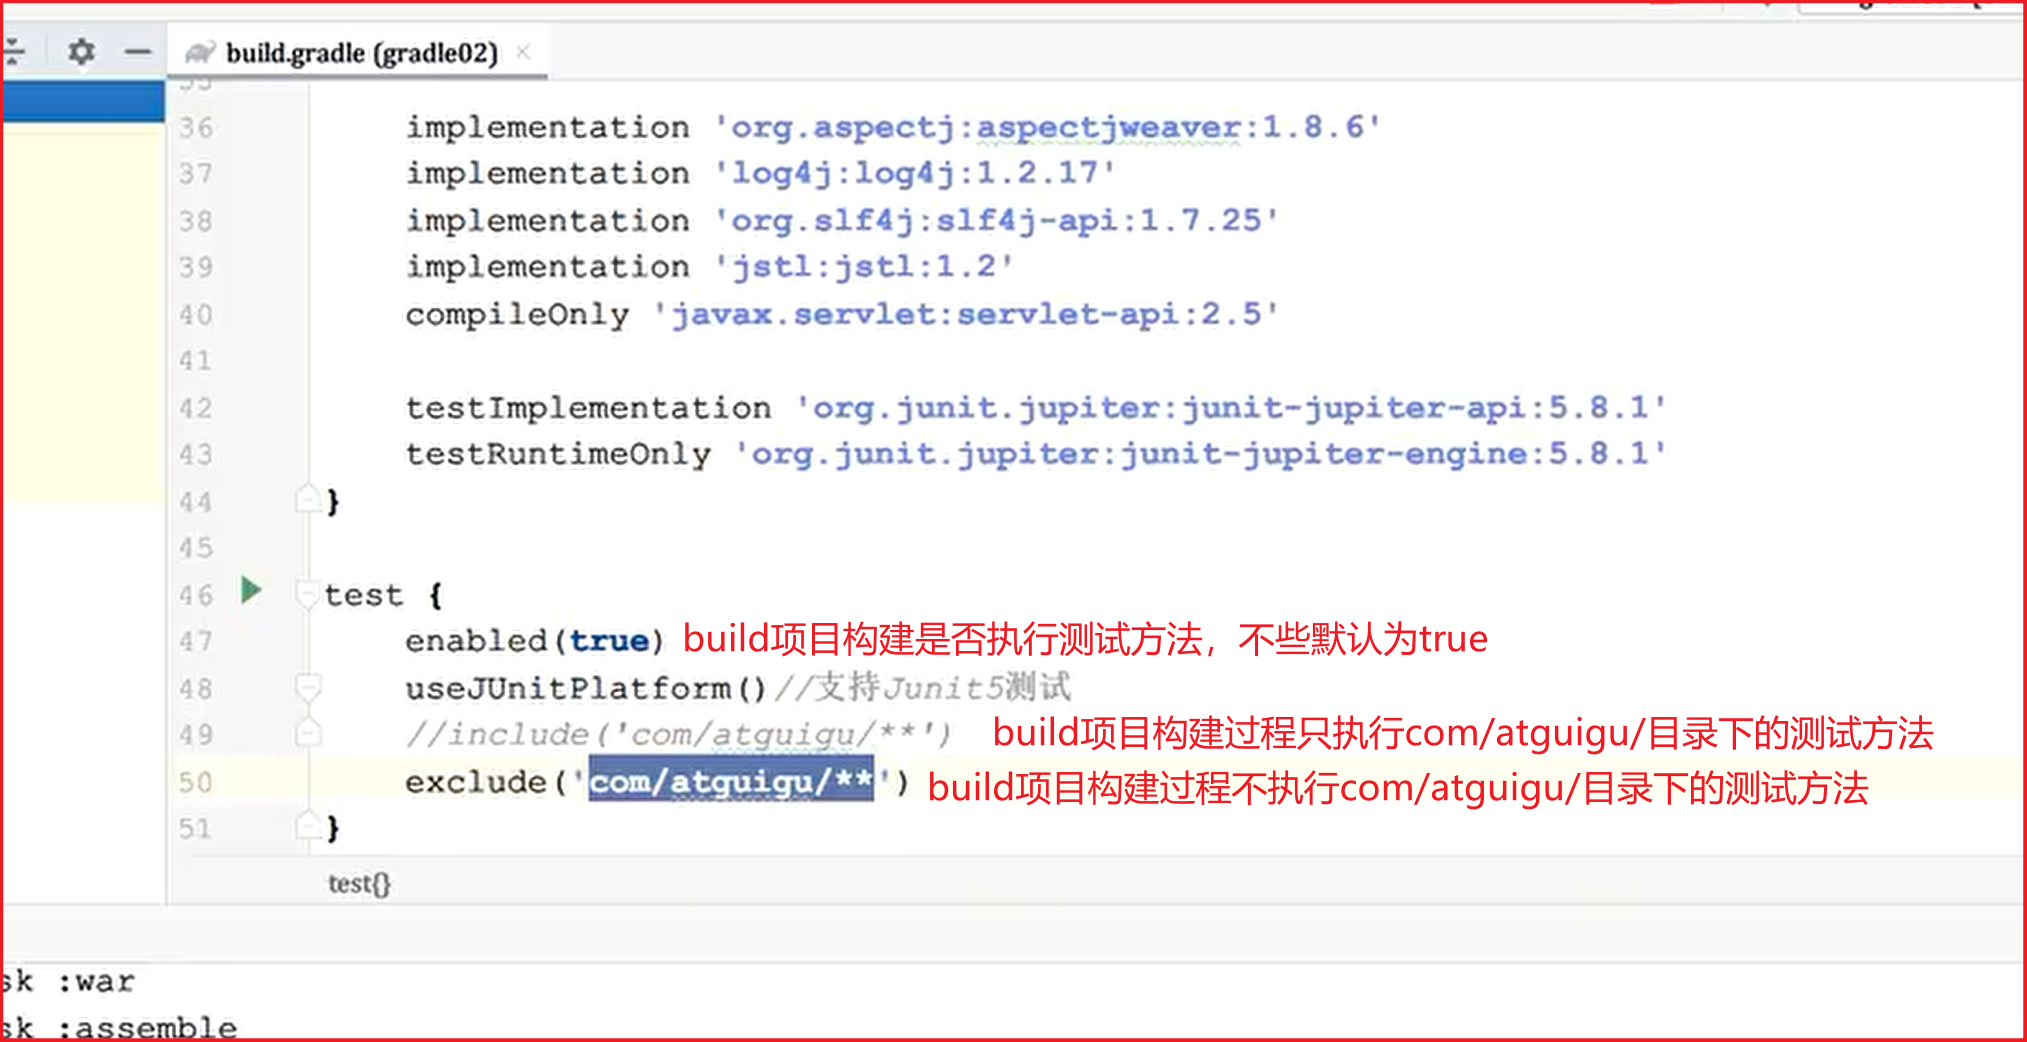 build.gradle (gradle02)
36 implementation 'org.aspectj:aspectjweaver:1.8.6'
37 implementation 'log4j:log4j:1.2.17'
38 implementation 'org.slf4j:slf4j-api:1.7.25'
39 implementation 'jstl:jstl:1.2'
40 compileOnly 'javax.servlet:servlet-api:2.5'
41
42 testImplementation 'org.junit.jupiter:junit-jupiter-api:5.8.1'
43 testRuntimeOnly 'org.junit.jupiter:junit-jupiter-engine:5.8.1'
44 }
45
46 test {
47 enabled(true) build项目构建是否执行测试方法，不些默认为true
48 useJUnitPlatform()//支持Junit5测试
49 //include('com/atguigu/**') build项目构建过程只执行com/atguigu/目录下的测试方法
50 exclude('com/atguigu/**') build项目构建过程不执行com/atguigu/目录下的测试方法
51 }
test{}
sk :war
sk :assemble